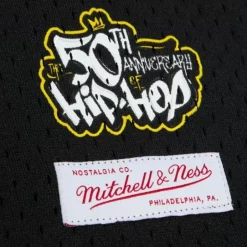 THE 50TH ANNIVERSARY OF
Hip-Hop
NOSTALGIA CO.
Mitchell & Ness
PHILADELPHIA, PA.